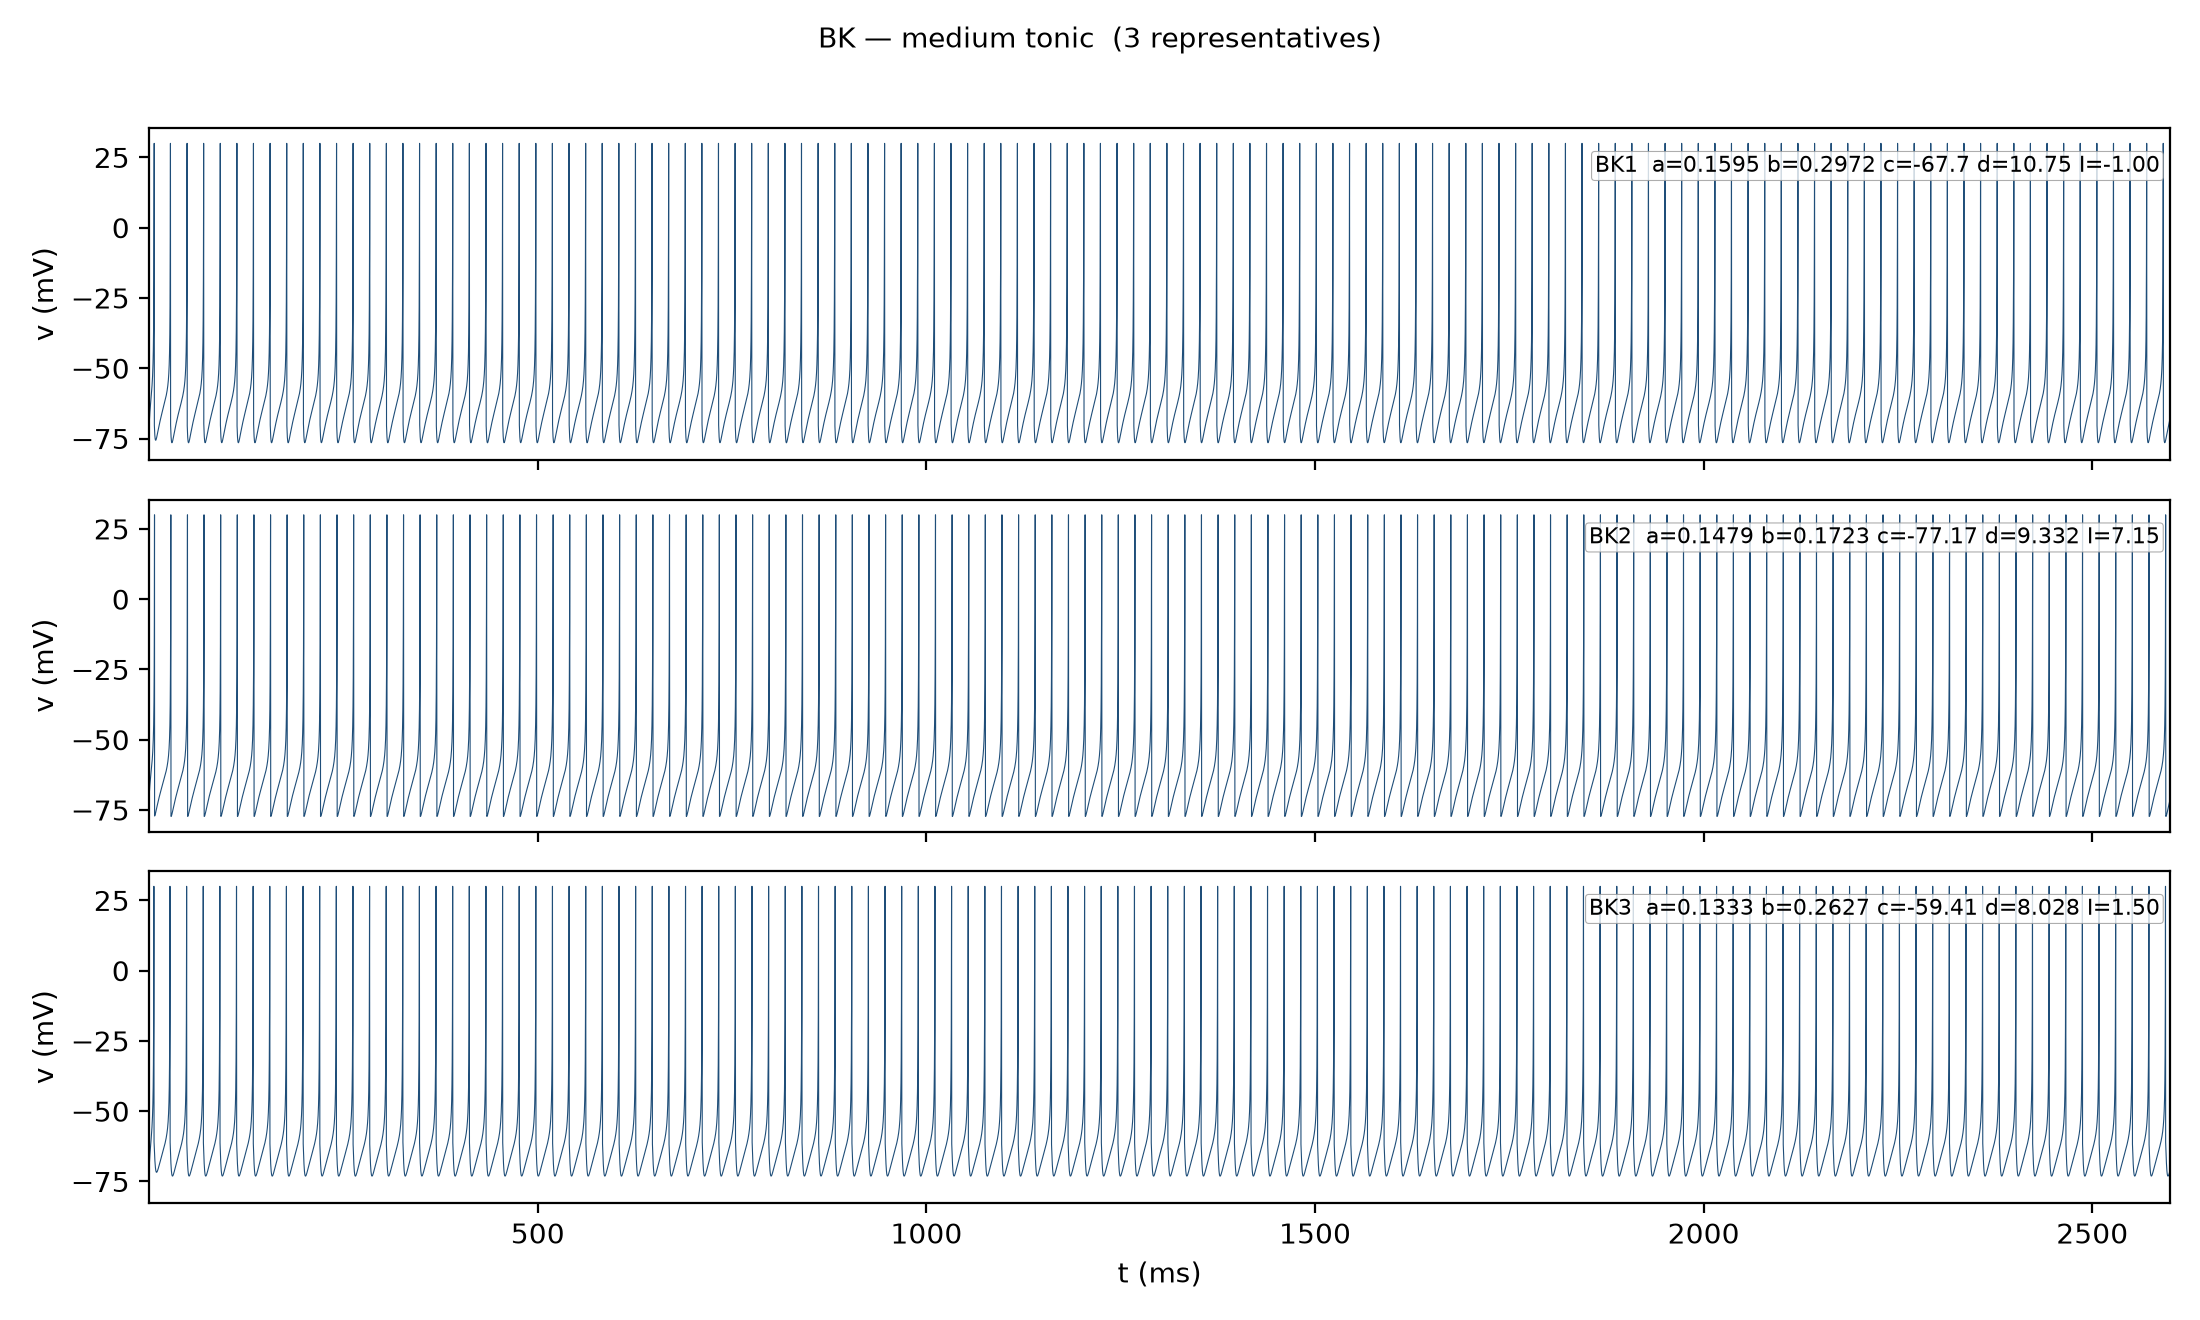 BK — medium tonic (3 representatives)
25
0
−25
−50
−75
v (mV)
BK1 a=0.1595 b=0.2972 c=-67.7 d=10.75 I=-1.00
25
0
−25
−50
−75
v (mV)
BK2 a=0.1479 b=0.1723 c=-77.17 d=9.332 I=7.15
25
0
−25
−50
−75
v (mV)
BK3 a=0.1333 b=0.2627 c=-59.41 d=8.028 I=1.50
500 1000 1500 2000 2500
t (ms)